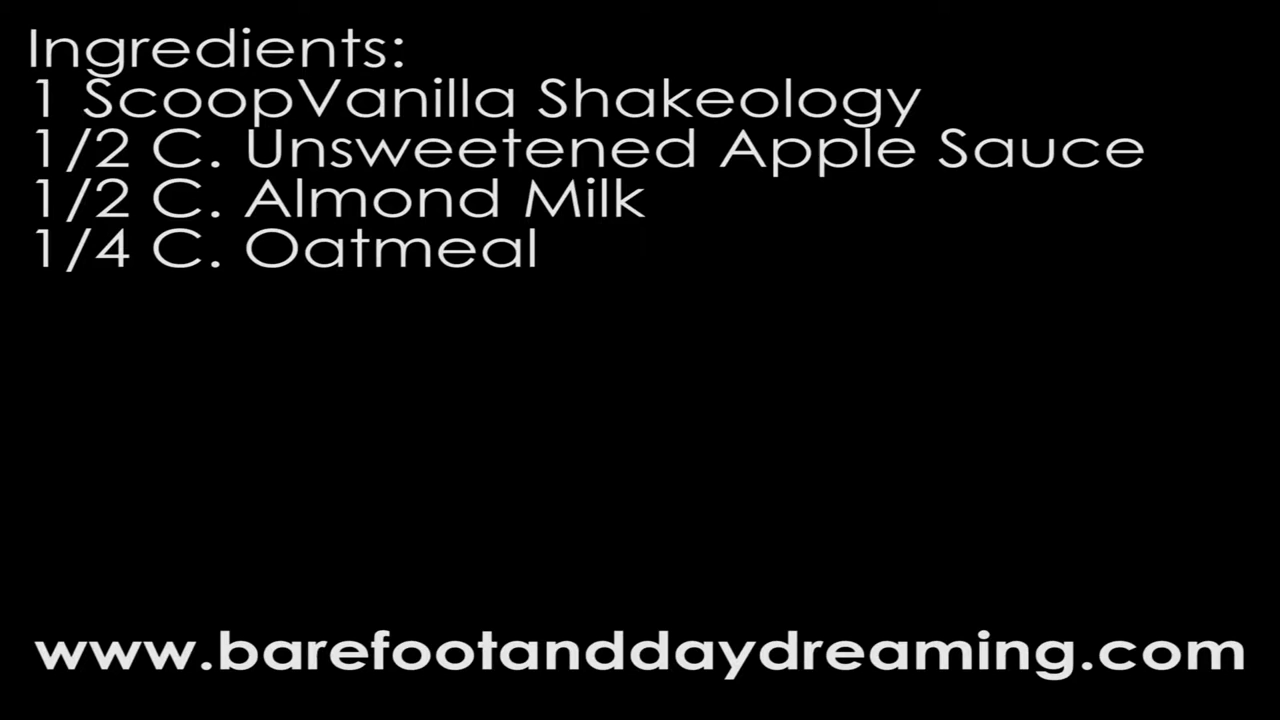 Ingredients:
1 ScoopVanilla Shakeology
1/2 C. Unsweetened Apple Sauce
1/2 C. Almond Milk
1/4 C. Oatmeal
www.barefootanddaydreaming.com